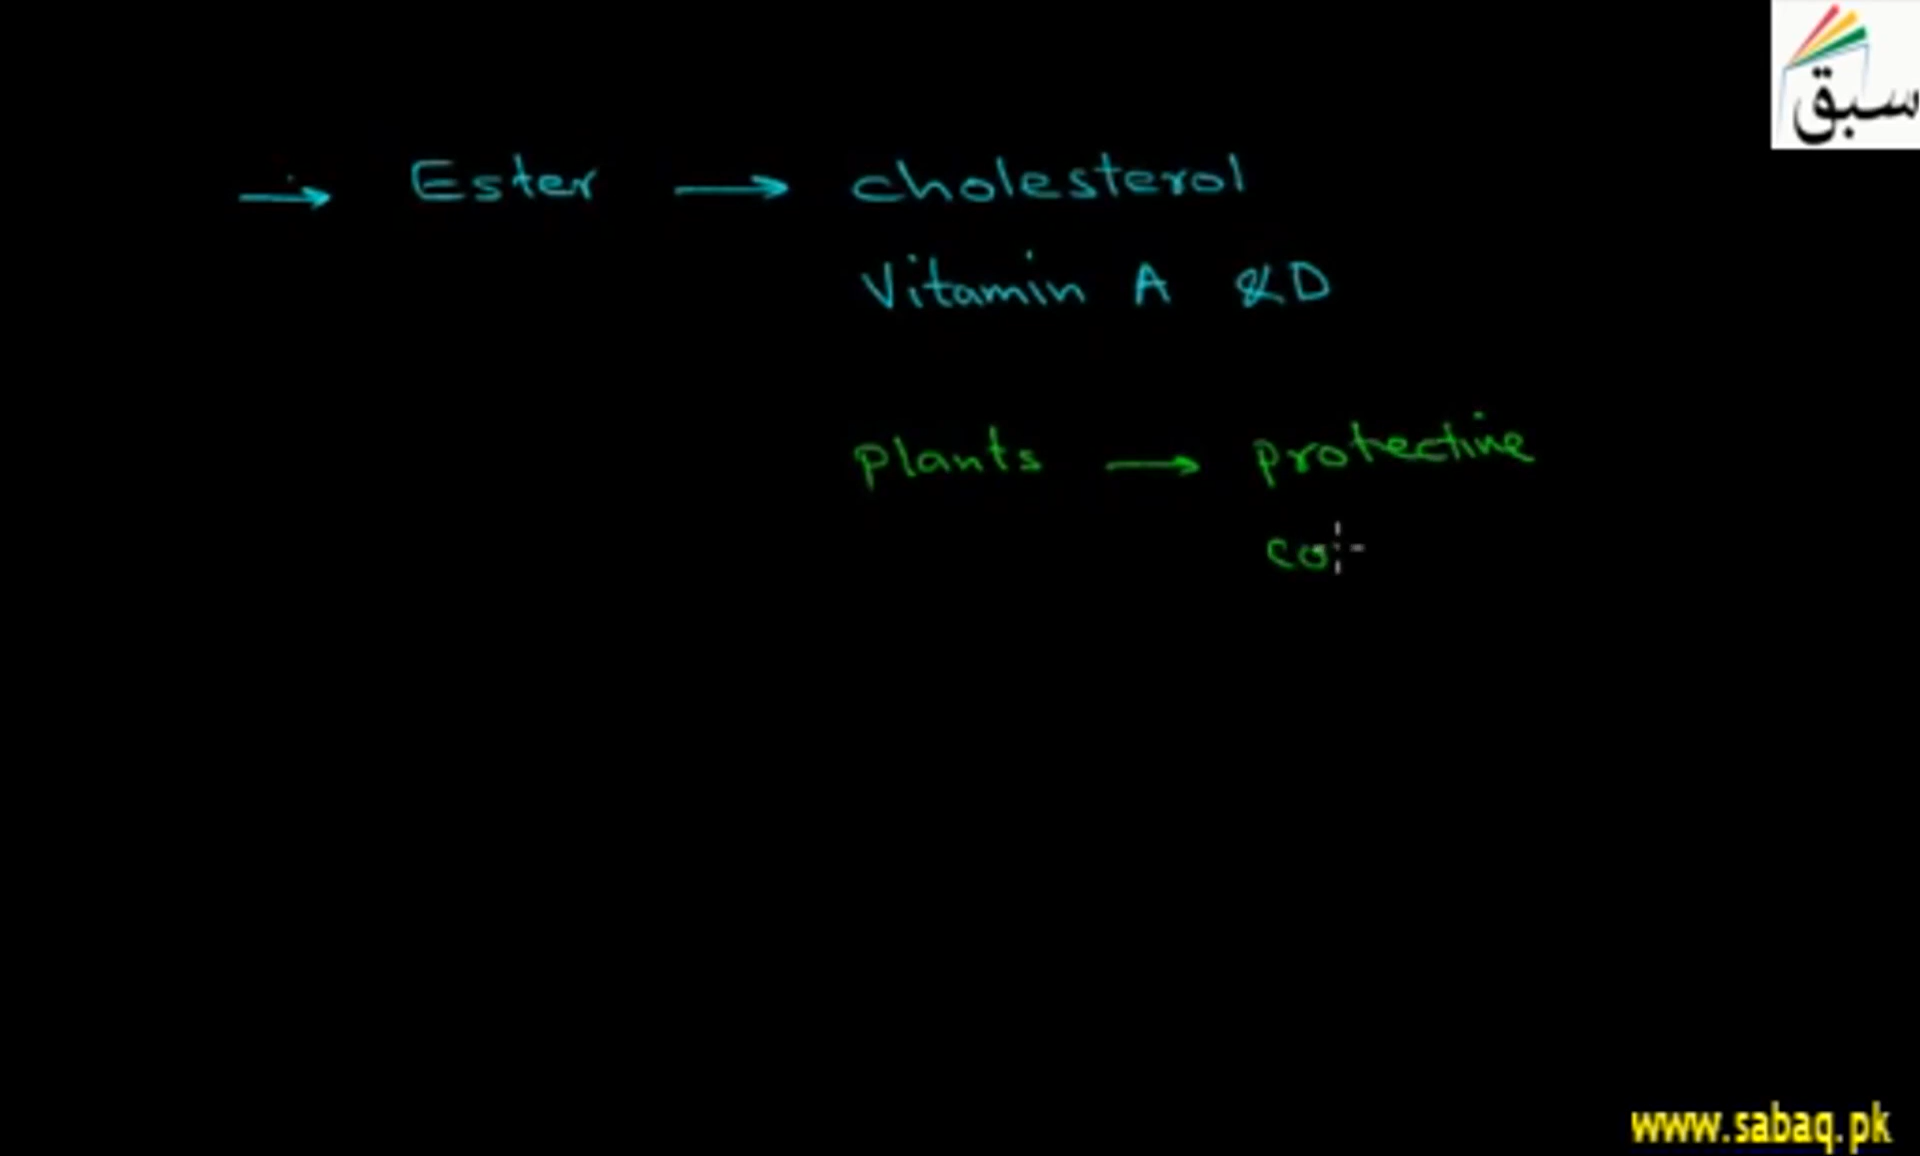 سبق
→ Ester → cholesterol
Vitamin A & D
plants → protective
co
www.sabaq.pk